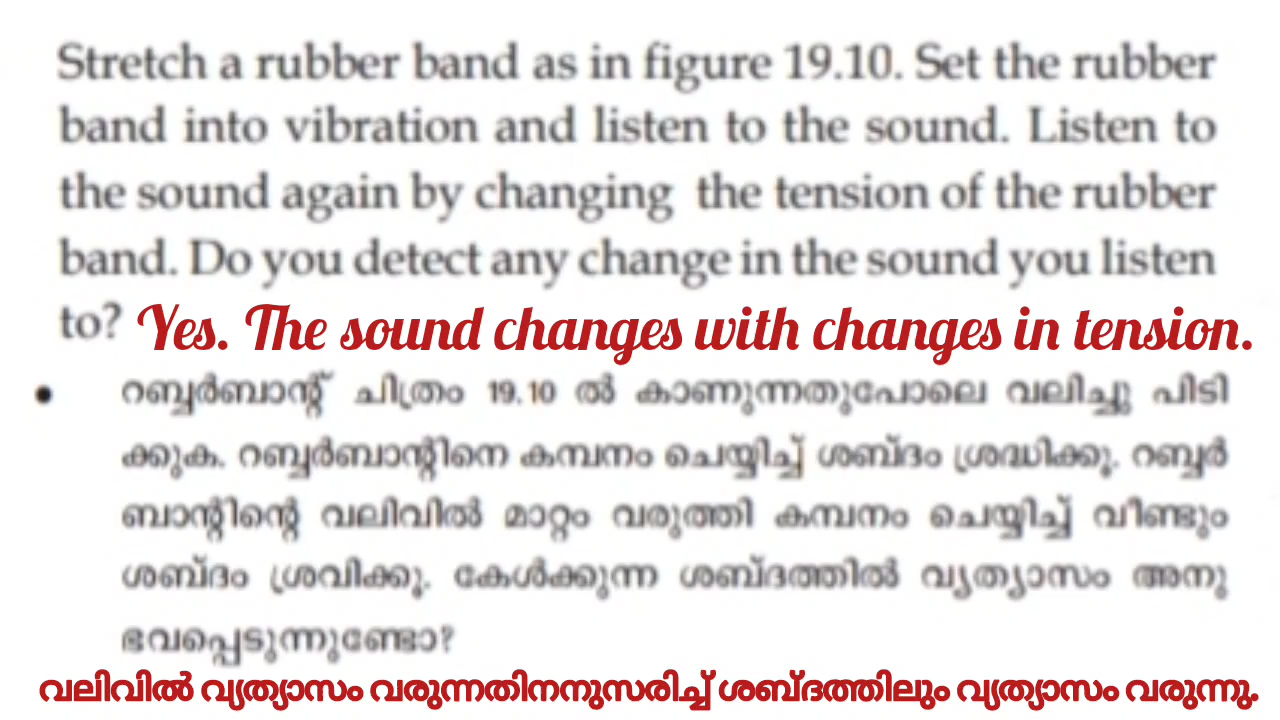 Stretch a rubber band as in figure 19.10. Set the rubber
band into vibration and listen to the sound. Listen to
the sound again by changing the tension of the rubber
band. Do you detect any change in the sound you listen
to? Yes. The sound changes with changes in tension.
• റബ്ബർബാന്റ് ചിത്രം 19.10 ൽ കാണുന്നതുപോലെ വലിച്ചു പിടി
ക്കുക. റബ്ബർബാന്റിനെ കമ്പനം ചെയ്യിച്ച് ശബ്ദം ശ്രദ്ധിക്കൂ. റബ്ബർ
ബാന്റിന്റെ വലിവിൽ മാറ്റം വരുത്തി കമ്പനം ചെയ്യിച്ച് വീണ്ടും
ശബ്ദം ശ്രവിക്കൂ. കേൾക്കുന്ന ശബ്ദത്തിൽ വ്യത്യാസം അനു
ഭവപ്പെടുന്നുണ്ടോ?
വലിവിൽ വ്യത്യാസം വരുന്നതിനനുസരിച്ച് ശബ്ദത്തിലും വ്യത്യാസം വരുന്നു.